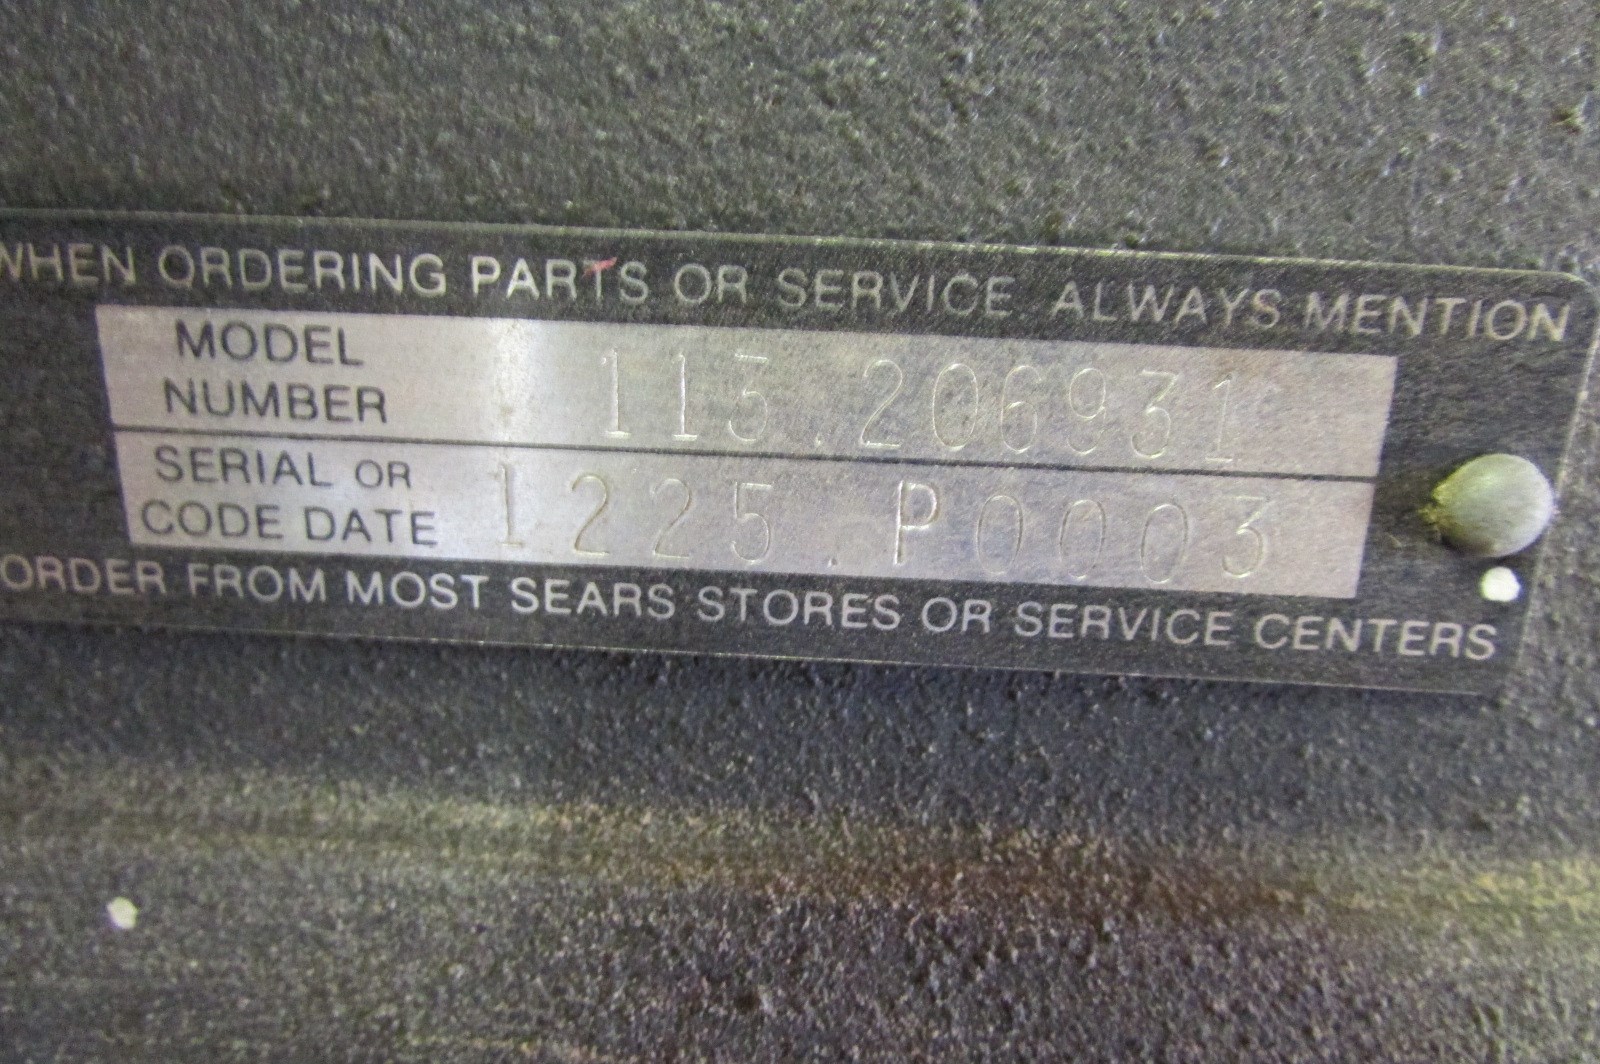 WHEN ORDERING PARTS OR SERVICE ALWAYS MENTION
MODEL
NUMBER 113.206931
SERIAL OR
CODE DATE 1225.P0003
ORDER FROM MOST SEARS STORES OR SERVICE CENTERS